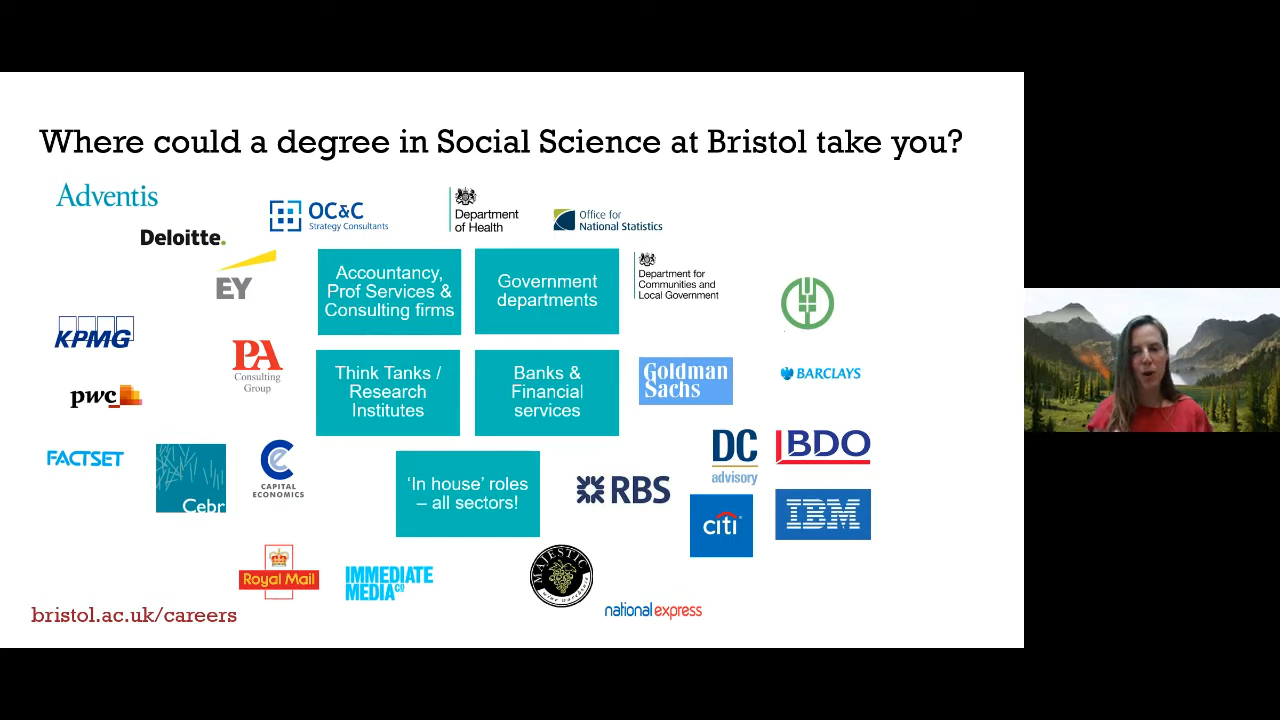 Where could a degree in Social Science at Bristol take you?
Adventis
Deloitte.
OC&C
Strategy Consultants
Department
of Health
Office for
National Statistics
EY
Accountancy,
Prof Services &
Consulting firms
Government
departments
Department for
Communities and
Local Government
KPMG
PA
Consulting
Group
pwc
Think Tanks /
Research
Institutes
Banks &
Financial
services
Goldman
Sachs
BARCLAYS
FACTSET
Cebr
CAPITAL
ECONOMICS
'In house' roles
– all sectors!
RBS
DC
advisory
BDO
citi
IBM
Royal Mail
IMMEDIATE
MEDIA CO
MAJESTIC
wine warehouse
national express
bristol.ac.uk/careers